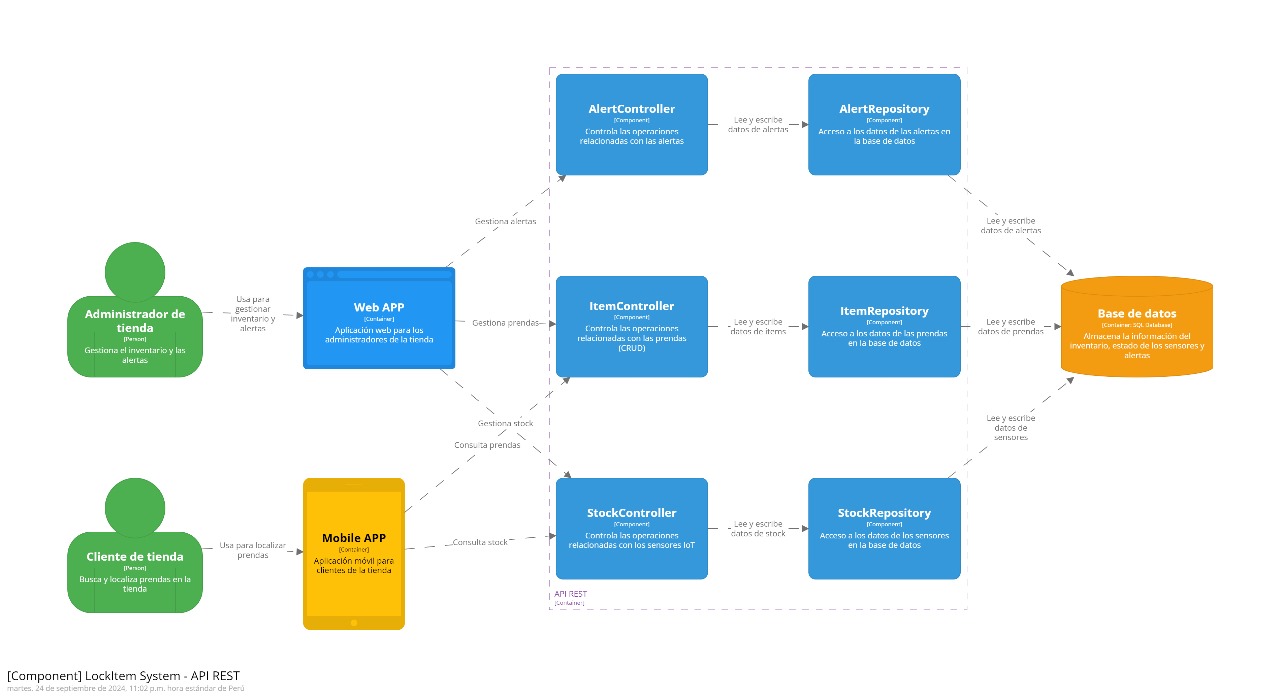 AlertController
[Component]
Controla las operaciones
relacionadas con las alertas
Lee y escribe
datos de alertas
AlertRepository
[Component]
Acceso a los datos de las alertas en
la base de datos
Gestiona alertas
Lee y escribe
datos de alertas
Administrador de
tienda
[Person]
Gestiona el inventario y las
alertas
Usa para
gestionar
inventario y
alertas
Web APP
[Container]
Aplicación web para los
administradores de la tienda
Gestiona prendas
ItemController
[Component]
Controla las operaciones
relacionadas con las prendas
(CRUD)
Lee y escribe
datos de items
ItemRepository
[Component]
Acceso a los datos de las prendas
en la base de datos
Lee y escribe
datos de prendas
Base de datos
[Container: SQL Database]
Almacena la información del
inventario, estado de los sensores y
alertas
Gestiona stock
Consulta prendas
Lee y escribe
datos de
sensores
Cliente de tienda
[Person]
Busca y localiza prendas en la
tienda
Usa para localizar
prendas
Mobile APP
[Container]
Aplicación móvil para
clientes de la tienda
Consulta stock
StockController
[Component]
Controla las operaciones
relacionadas con los sensores IoT
Lee y escribe
datos de stock
StockRepository
[Component]
Acceso a los datos de los sensores
en la base de datos
API REST
[Container]
[Component] LockItem System - API REST
martes, 24 de septiembre de 2024, 11:02 p.m. hora estándar de Perú